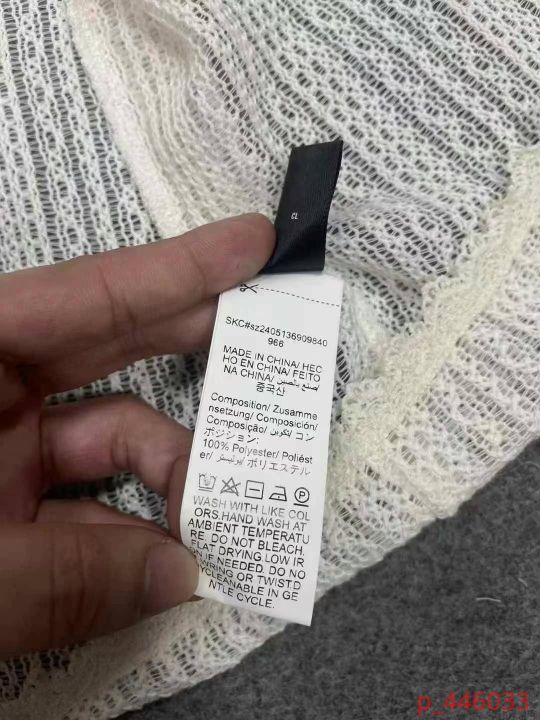 CL
SKC#sz2405136909840
966
MADE IN CHINA/ HEC
HO EN CHINA/ FEITO
NA CHINA/ صنع بالصين/
중국산
Composition/ Zusamme
nsetzung/ Composición/
Composição/ تكوين/ コン
ポジション:
100% Polyester/ Poliést
er/ بوليستر/ ポリエステル
WASH WITH LIKE COL
ORS.HAND WASH AT
AMBIENT TEMPERATU
RE. DO NOT BLEACH.
FLAT DRYING.LOW IR
ON IF NEEDED. DO NO
WRING OR TWIST.D
YCLEANABLE IN GE
NTLE CYCLE.
p_446033